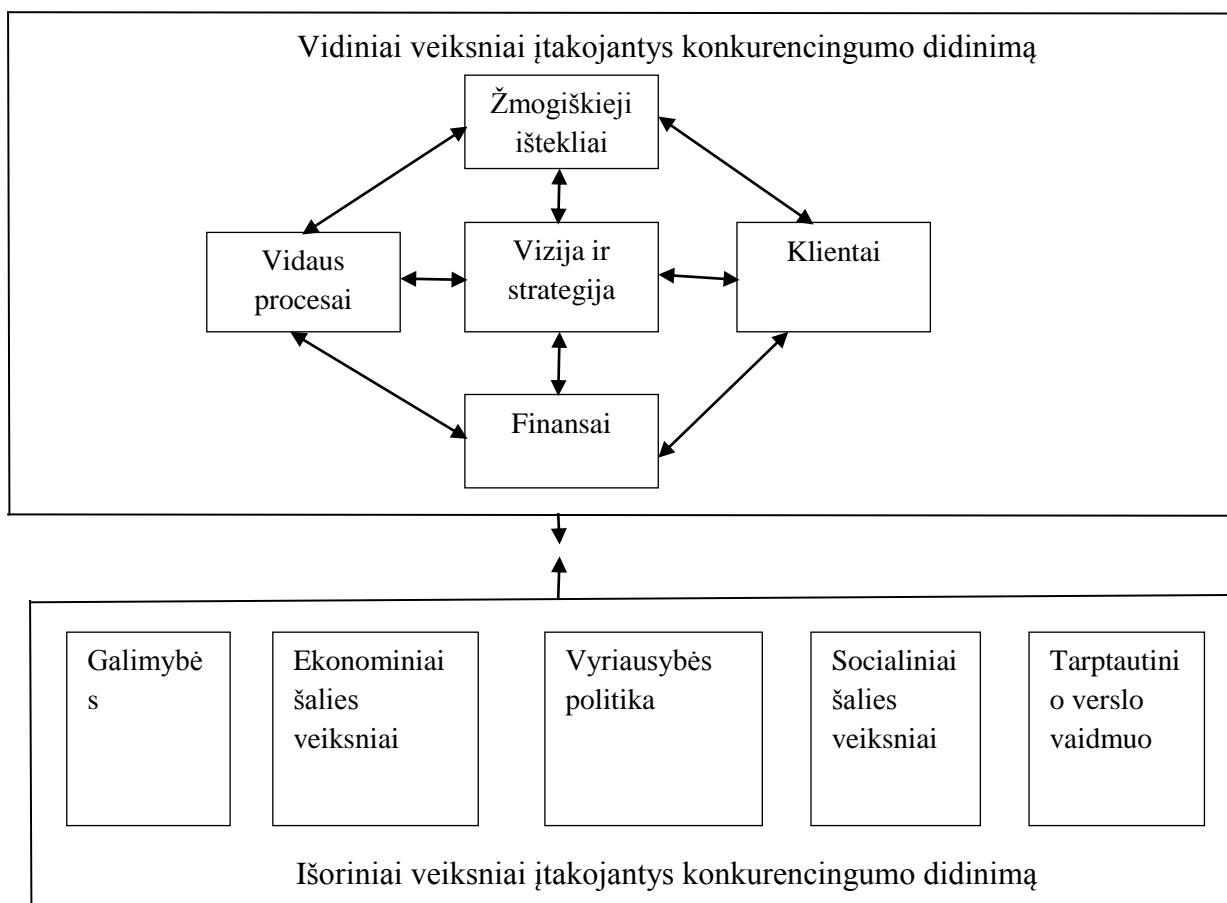 Vidiniai veiksniai įtakojantys konkurencingumo didinimą
Žmogiškieji
ištekliai
Vidaus
procesai
Vizija ir
strategija
Klientai
Finansai
Galimybė
s
Ekonominiai
šalies
veiksniai
Vyriausybės
politika
Socialiniai
šalies
veiksniai
Tarptautini
o verslo
vaidmuo
Išoriniai veiksniai įtakojantys konkurencingumo didinimą